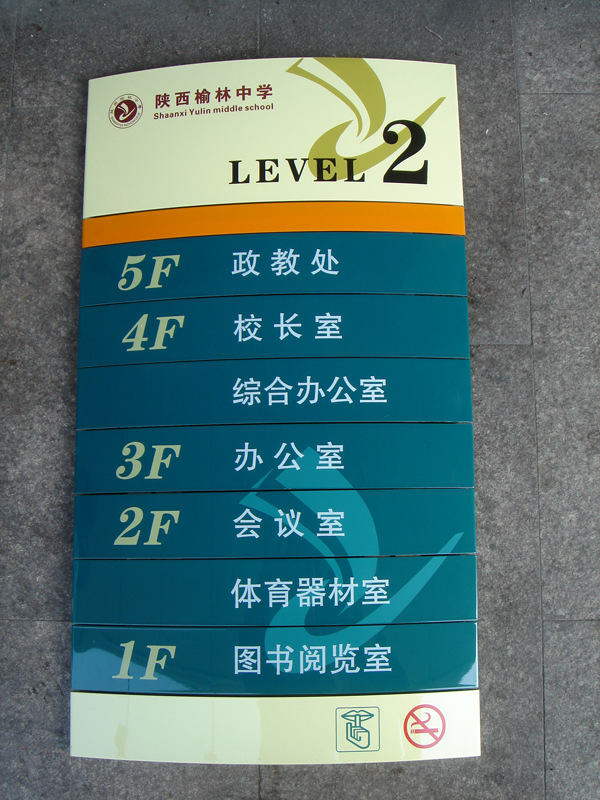 陕西榆林中学
Shaanxi Yulin middle school
LEVEL 2
5F 政教处
4F 校长室
综合办公室
3F 办公室
2F 会议室
体育器材室
1F 图书阅览室